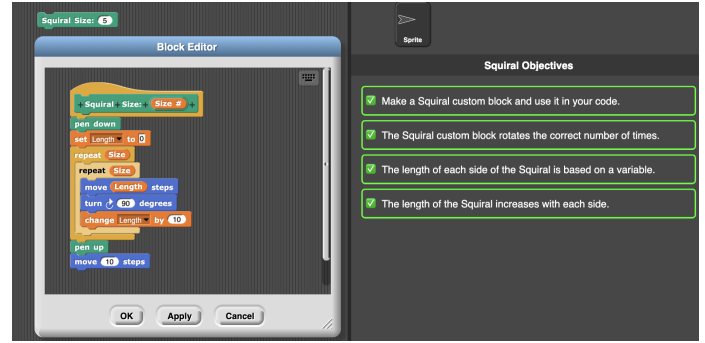 Squiral Size: 5
Block Editor
+ Squiral + Size: + Size # +
pen down
set Length to 0
repeat Size
repeat Size
move Length steps
turn 90 degrees
change Length by 10
pen up
move 10 steps
OK Apply Cancel
Sprite
Squiral Objectives
Make a Squiral custom block and use it in your code.
The Squiral custom block rotates the correct number of times.
The length of each side of the Squiral is based on a variable.
The length of the Squiral increases with each side.